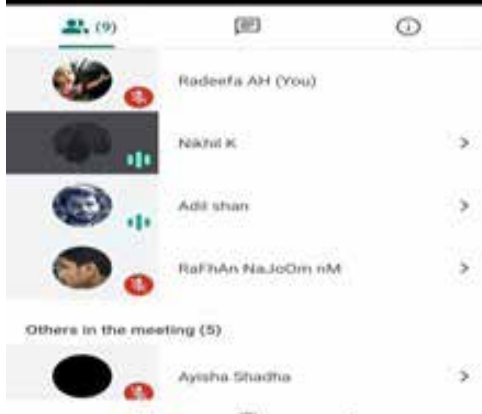 (9)
Radeefa AH (You)
Nikhil K
Adil shan
RaFhAn NaJoOm nM
Others in the meeting (5)
Ayisha Shadha